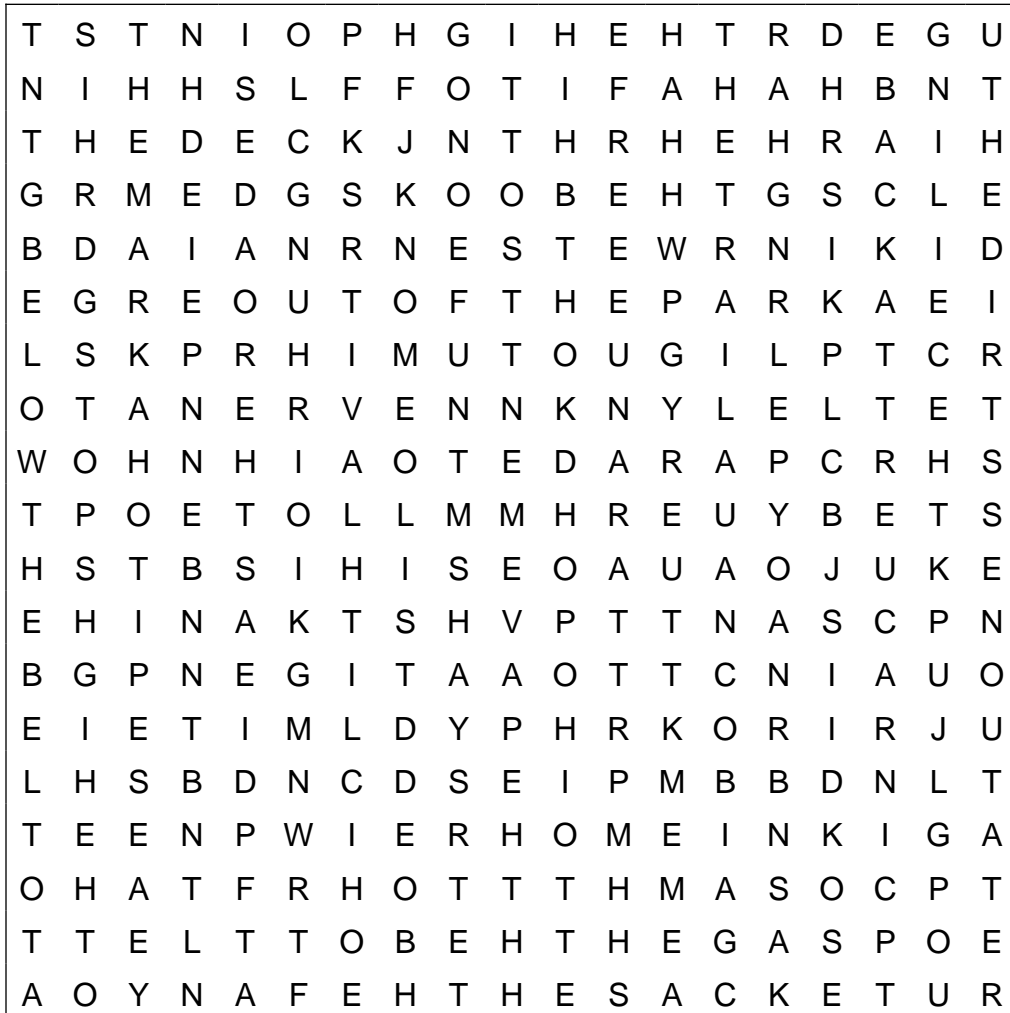 T S T N I O P H G I H E H T R D E G U
N I H H S L F F O T I F A H A H B N T
T H E D E C K J N T H R H E H R A I H
G R M E D G S K O O B E H T G S C L E
B D A I A N R N E S T E W R N I K I D
E G R E O U T O F T H E P A R K A E I
L S K P R H I M U T O U G I L P T C R
O T A N E R V E N N K N Y L E L T E T
W O H N H I A O T E D A R A P C R H S
T P O E T O L L M M H R E U Y B E T S
H S T B S I H I S E O A U A O J U K E
E H I N A K T S H V P T T N A S C P N
B G P N E G I T A A O T T C N I A U O
E I E T I M L D Y P H R K O R I R J U
L H S B D N C D S E I P M B B D N L T
T E E N P W I E R H O M E I N K I G A
O H A T F R H O T T T H M A S O C P T
T T E L T T O B E H T H E G A S P O E
A O Y N A F E H T H E S A C K E T U R